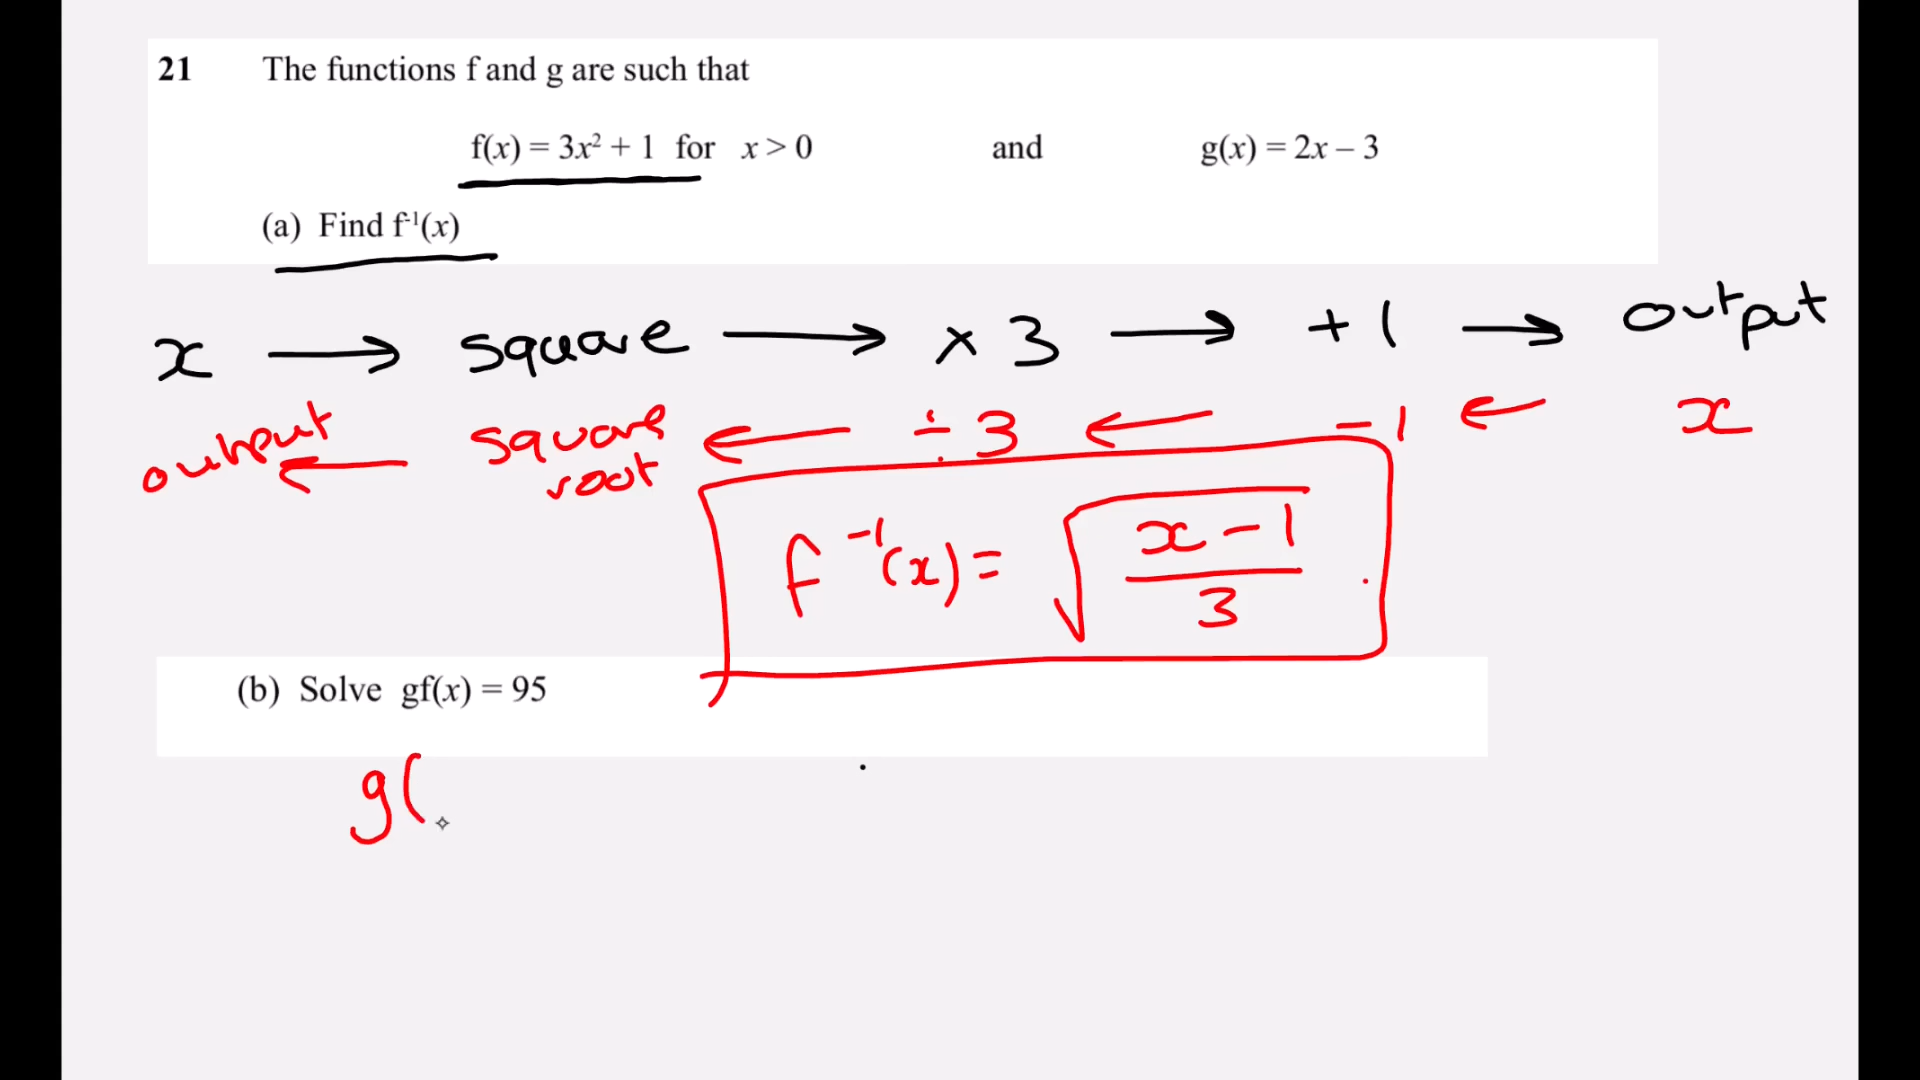 21 The functions f and g are such that
f(x) = 3x² + 1 for x > 0 and g(x) = 2x – 3
(a) Find f⁻¹(x)
x → square → × 3 → + 1 → output
output ← square root ← ÷ 3 ← − 1 ← x
f⁻¹(x) = √((x − 1)/3)
(b) Solve gf(x) = 95
g(